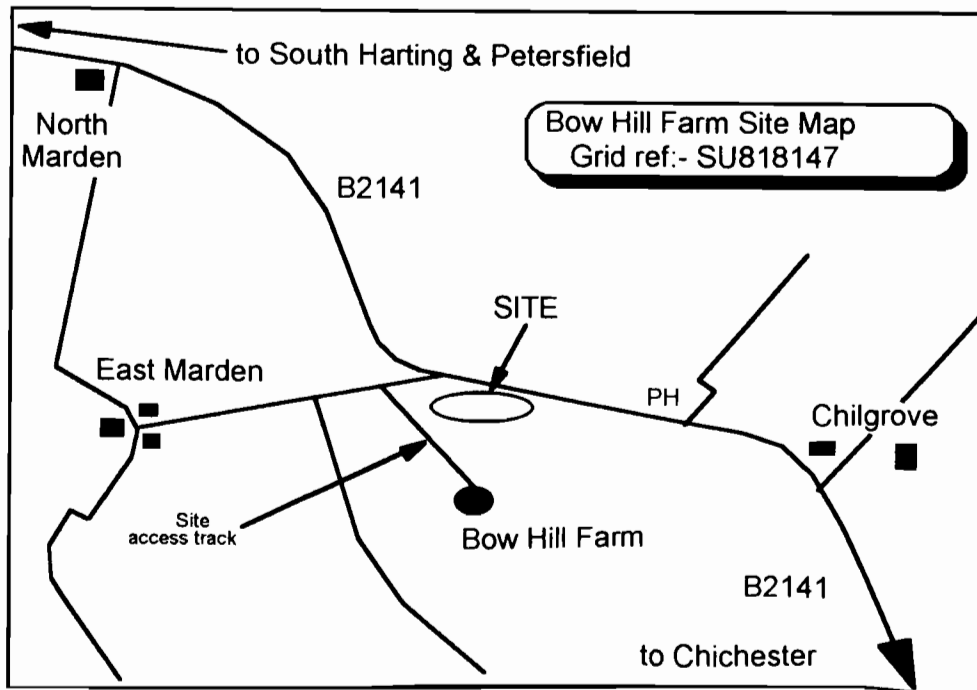 to South Harting & Petersfield
Bow Hill Farm Site Map
Grid ref:- SU818147
North
Marden
B2141
SITE
East Marden
PH
Chilgrove
Site
access track
Bow Hill Farm
B2141
to Chichester